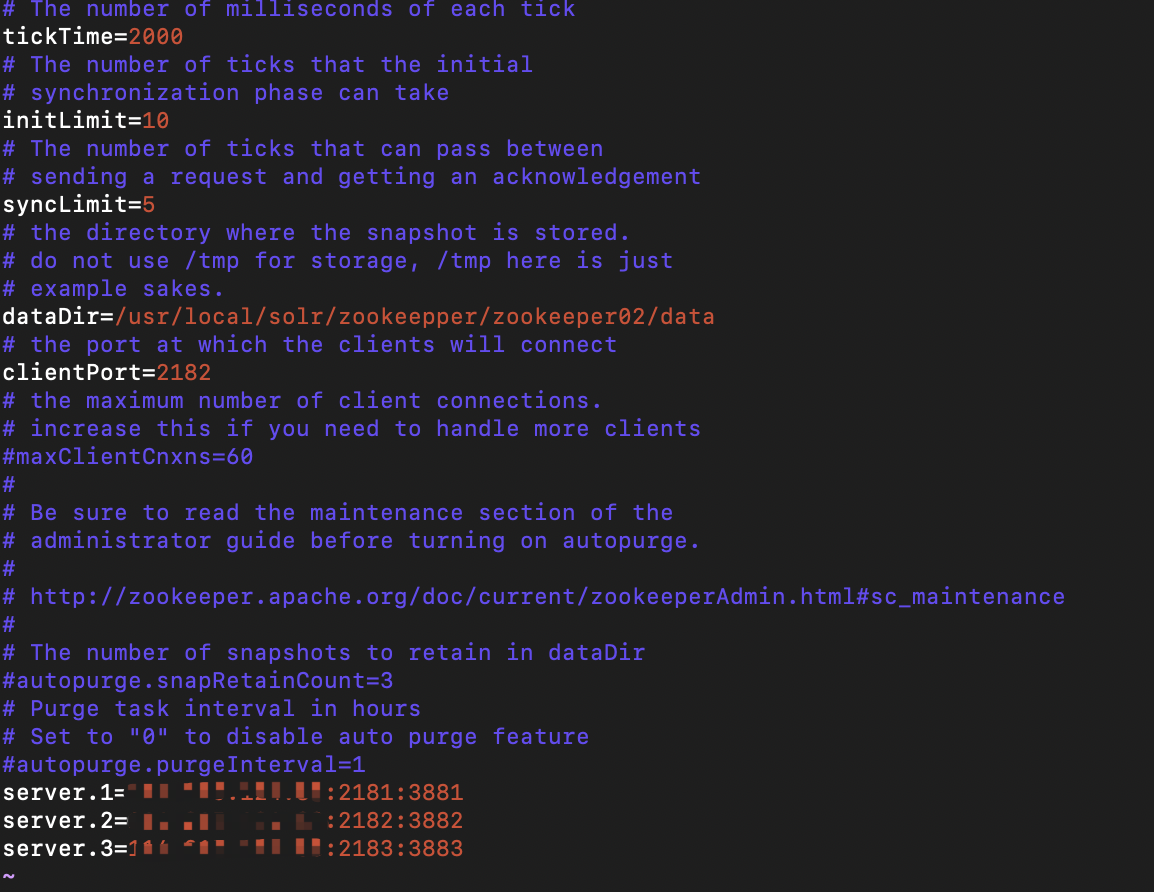 # The number of milliseconds of each tick
tickTime=2000
# The number of ticks that the initial
# synchronization phase can take
initLimit=10
# The number of ticks that can pass between
# sending a request and getting an acknowledgement
syncLimit=5
# the directory where the snapshot is stored.
# do not use /tmp for storage, /tmp here is just
# example sakes.
dataDir=/usr/local/solr/zookeepper/zookeeper02/data
# the port at which the clients will connect
clientPort=2182
# the maximum number of client connections.
# increase this if you need to handle more clients
#maxClientCnxns=60
#
# Be sure to read the maintenance section of the
# administrator guide before turning on autopurge.
#
# http://zookeeper.apache.org/doc/current/zookeeperAdmin.html#sc_maintenance
#
# The number of snapshots to retain in dataDir
#autopurge.snapRetainCount=3
# Purge task interval in hours
# Set to "0" to disable auto purge feature
#autopurge.purgeInterval=1
server.1= :2181:3881
server.2= :2182:3882
server.3= :2183:3883
~